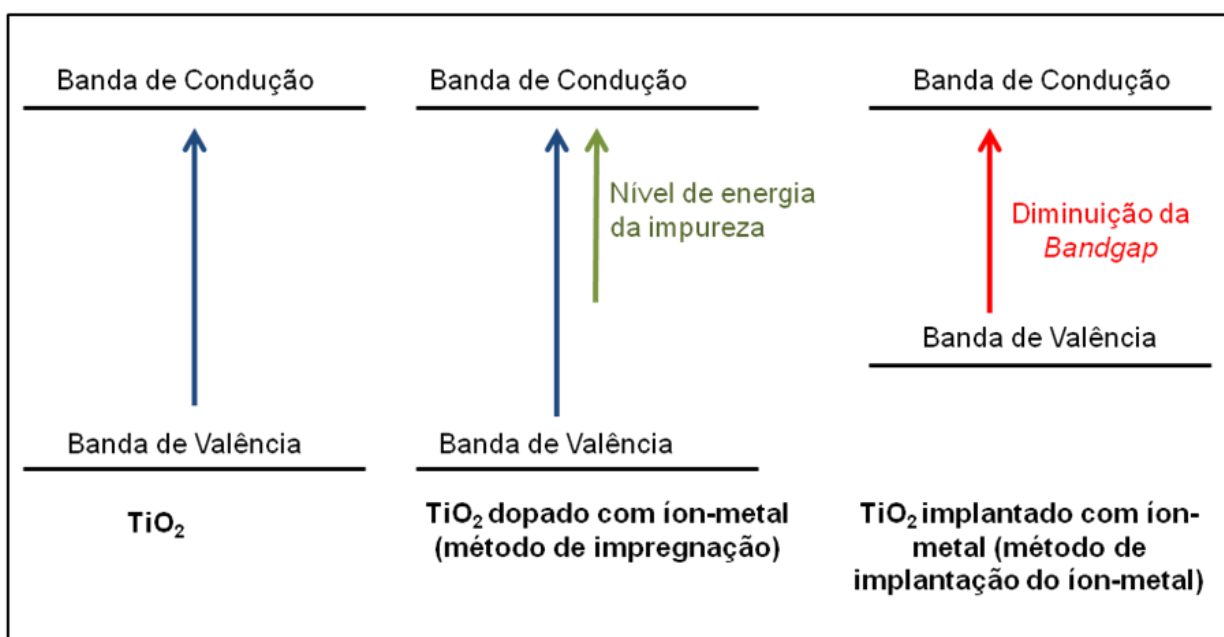 Banda de Condução
Banda de Condução
Banda de Condução
Nível de energia
da impureza
Diminuição da
Bandgap
Banda de Valência
Banda de Valência
Banda de Valência
TiO₂
TiO₂ dopado com íon-metal
(método de impregnação)
TiO₂ implantado com íon-
metal (método de
implantação do íon-metal)